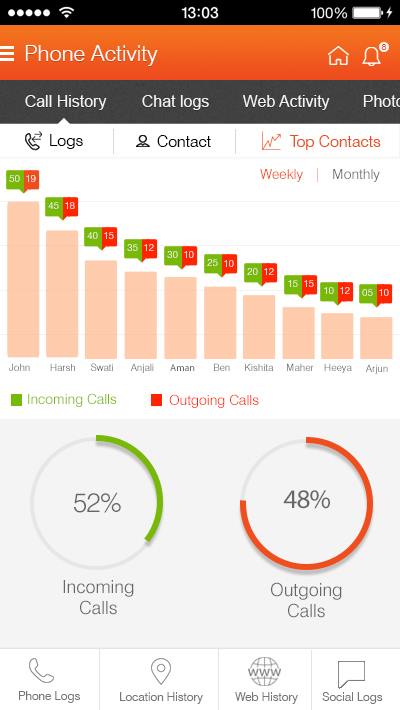 13:03 100%
Phone Activity 8
Call History Chat logs Web Activity Photo
Logs Contact Top Contacts
Weekly | Monthly
50 19
45 18
40 15
35 12
30 10
25 10
20 12
15 15
10 12
05 10
John Harsh Swati Anjali Aman Ben Kishita Maher Heeya Arjun
Incoming Calls Outgoing Calls
52% 48%
Incoming
Calls
Outgoing
Calls
WWW
Phone Logs Location History Web History Social Logs